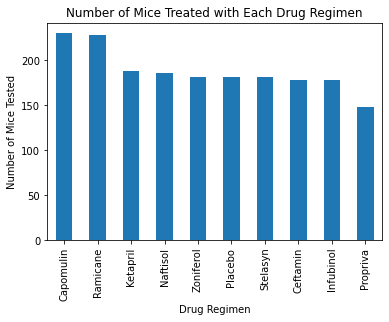 Number of Mice Treated with Each Drug Regimen
Number of Mice Tested
200
150
100
50
0
Capomulin
Ramicane
Ketapril
Naftisol
Zoniferol
Placebo
Stelasyn
Ceftamin
Infubinol
Propriva
Drug Regimen